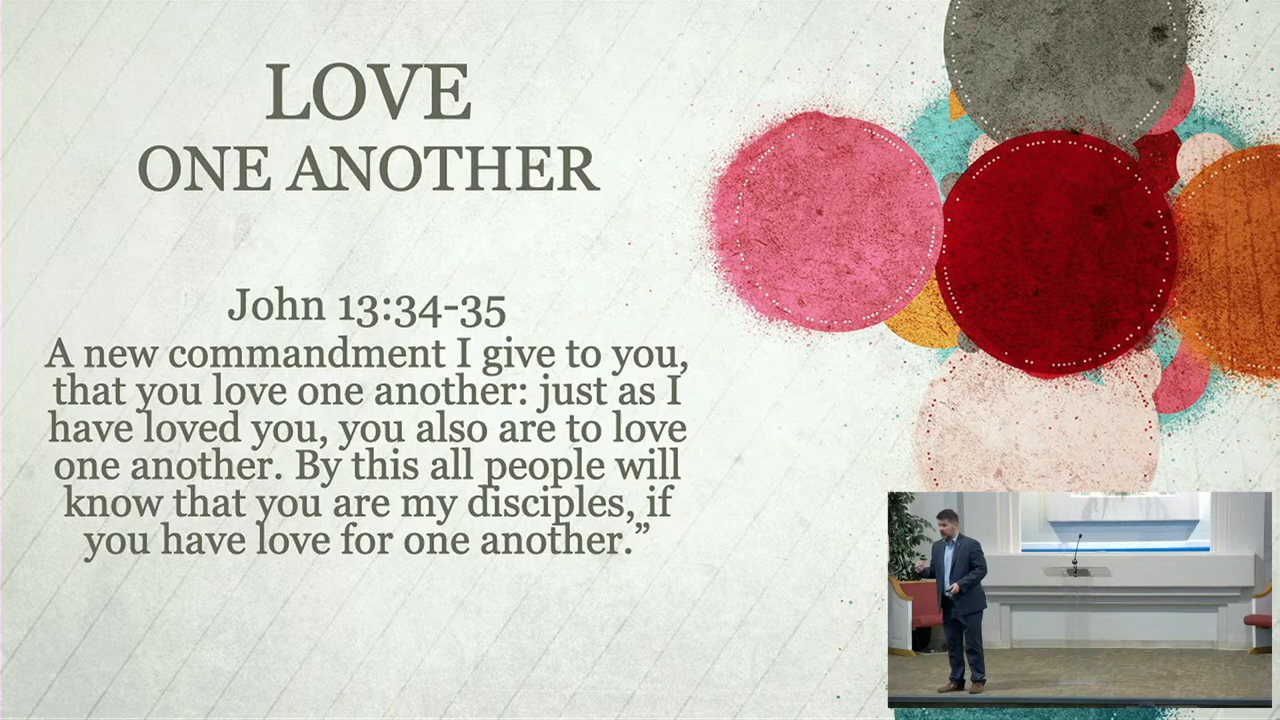 LOVE
ONE ANOTHER
John 13:34-35
A new commandment I give to you,
that you love one another: just as I
have loved you, you also are to love
one another. By this all people will
know that you are my disciples, if
you have love for one another.”